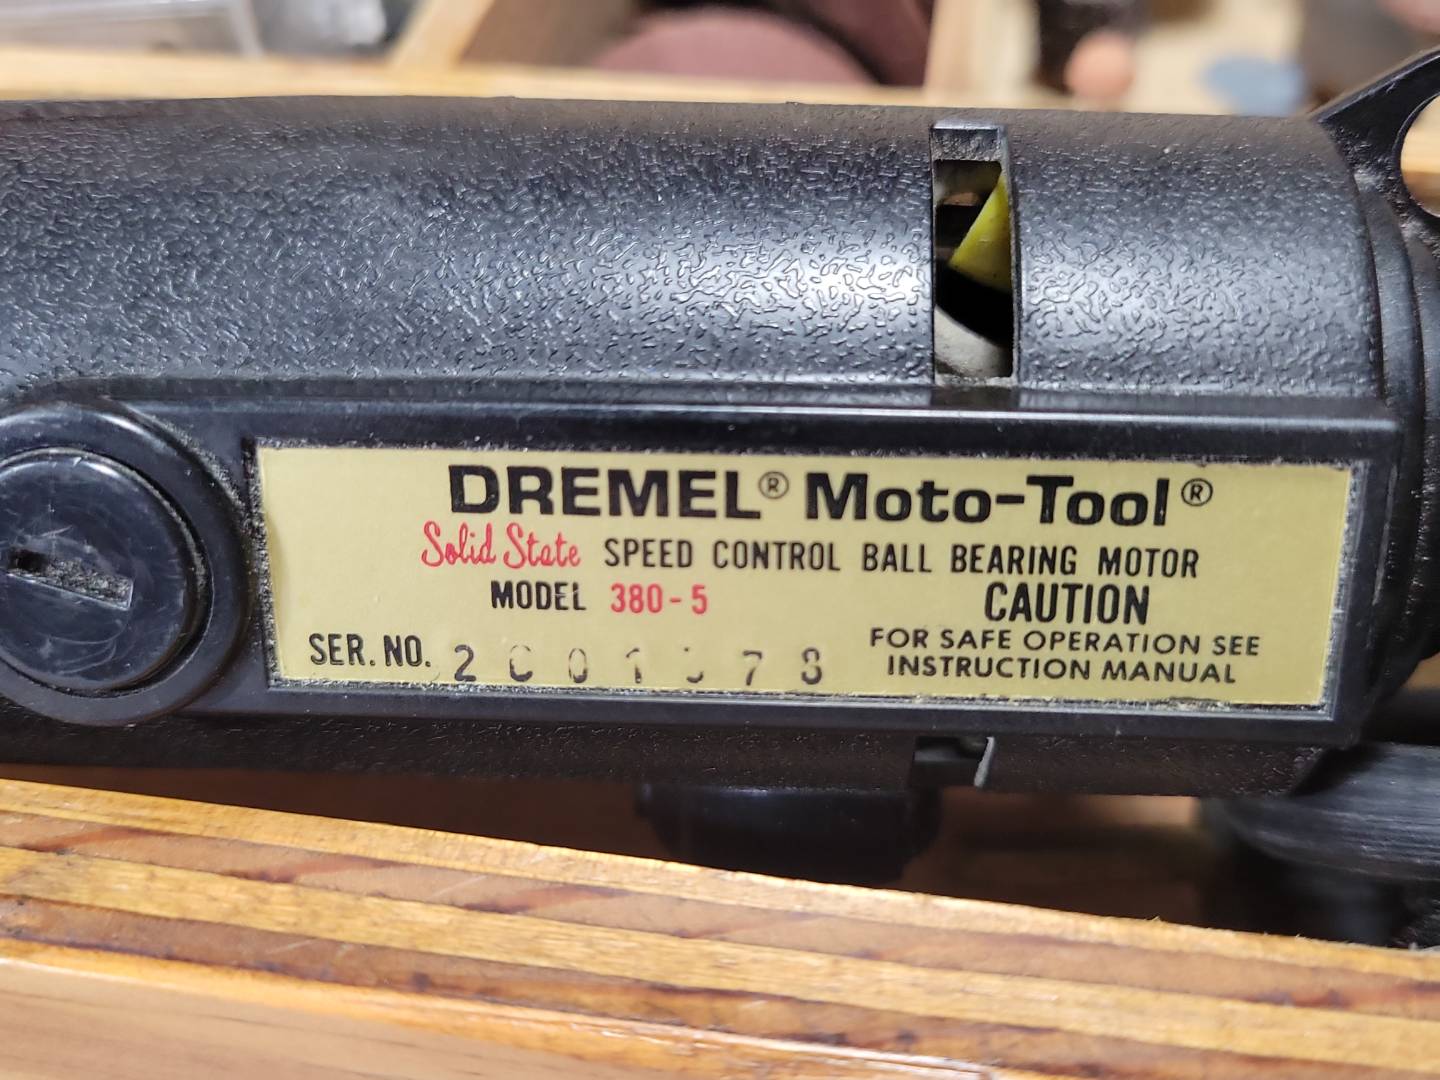 DREMEL® Moto-Tool®
Solid State SPEED CONTROL BALL BEARING MOTOR
MODEL 380-5
CAUTION
FOR SAFE OPERATION SEE
INSTRUCTION MANUAL
SER. NO.